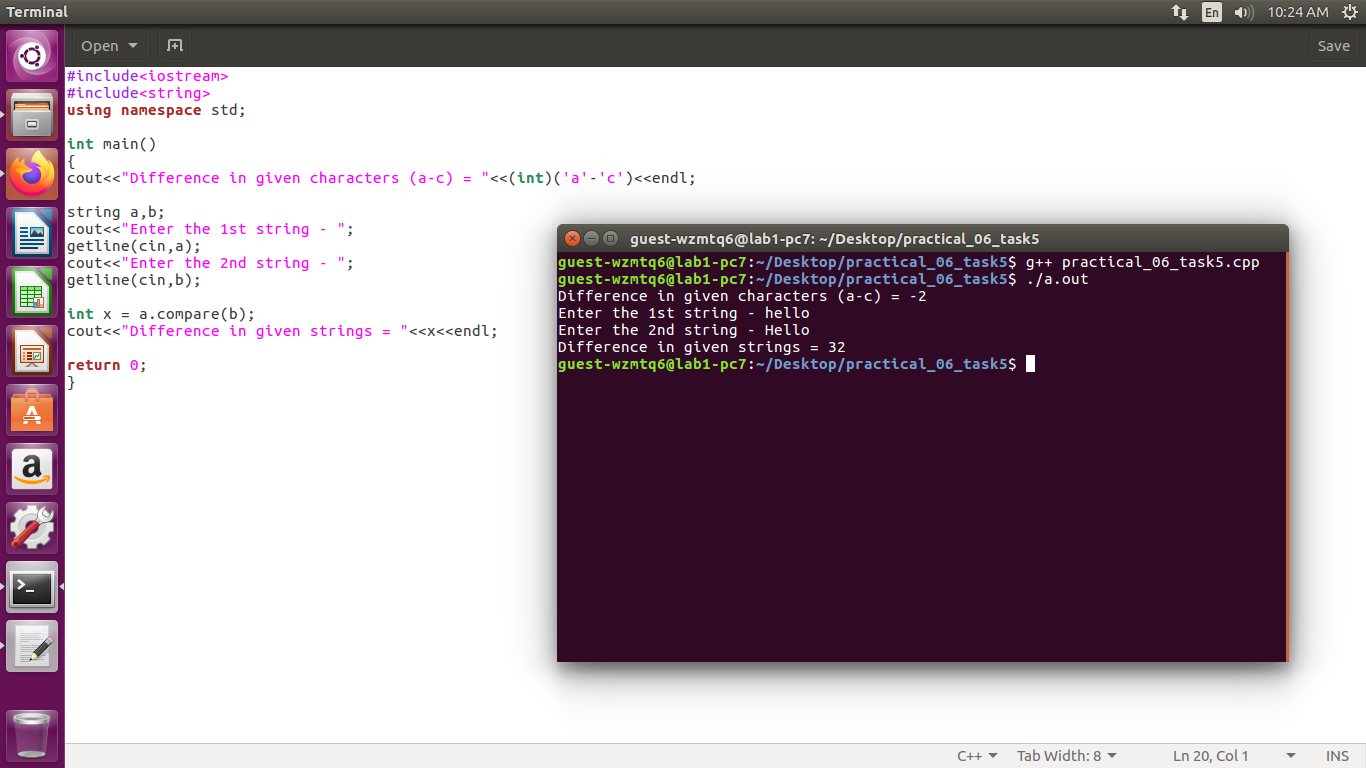 Terminal
En
10:24 AM
Open
Save
#include<iostream>
#include<string>
using namespace std;
int main()
{
cout<<"Difference in given characters (a-c) = "<<(int)('a'-'c')<<endl;
string a,b;
cout<<"Enter the 1st string - ";
getline(cin,a);
cout<<"Enter the 2nd string - ";
getline(cin,b);
int x = a.compare(b);
cout<<"Difference in given strings = "<<x<<endl;
return 0;
}
guest-wzmtq6@lab1-pc7: ~/Desktop/practical_06_task5
guest-wzmtq6@lab1-pc7:~/Desktop/practical_06_task5$ g++ practical_06_task5.cpp
guest-wzmtq6@lab1-pc7:~/Desktop/practical_06_task5$ ./a.out
Difference in given characters (a-c) = -2
Enter the 1st string - hello
Enter the 2nd string - Hello
Difference in given strings = 32
guest-wzmtq6@lab1-pc7:~/Desktop/practical_06_task5$
A
a
>_
C++
Tab Width: 8
Ln 20, Col 1
INS